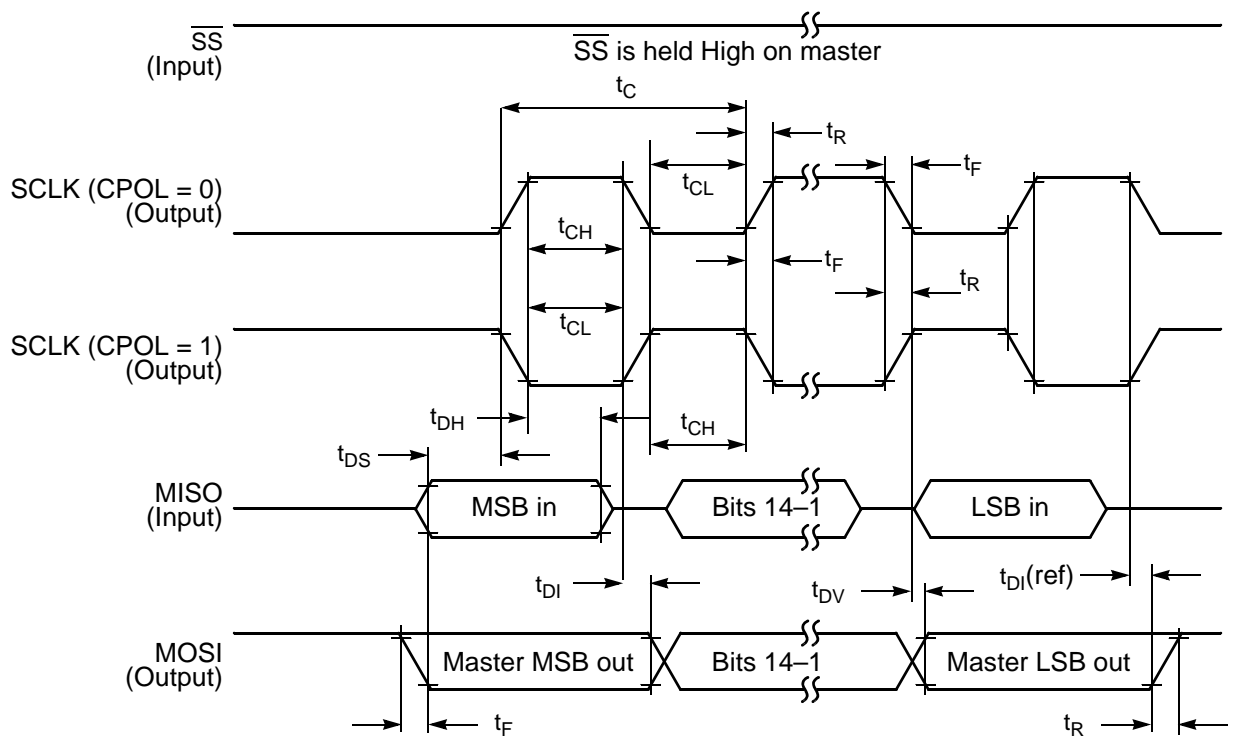 SS
(Input)
SS is held High on master
tC
tR
tF
SCLK (CPOL = 0)
(Output)
tCL
tCH
tF
tR
tCL
SCLK (CPOL = 1)
(Output)
tDH
tCH
tDS
MISO
(Input)
MSB in
Bits 14–1
LSB in
tDI
tDV
tDI(ref)
MOSI
(Output)
Master MSB out
Bits 14–1
Master LSB out
tF
tR